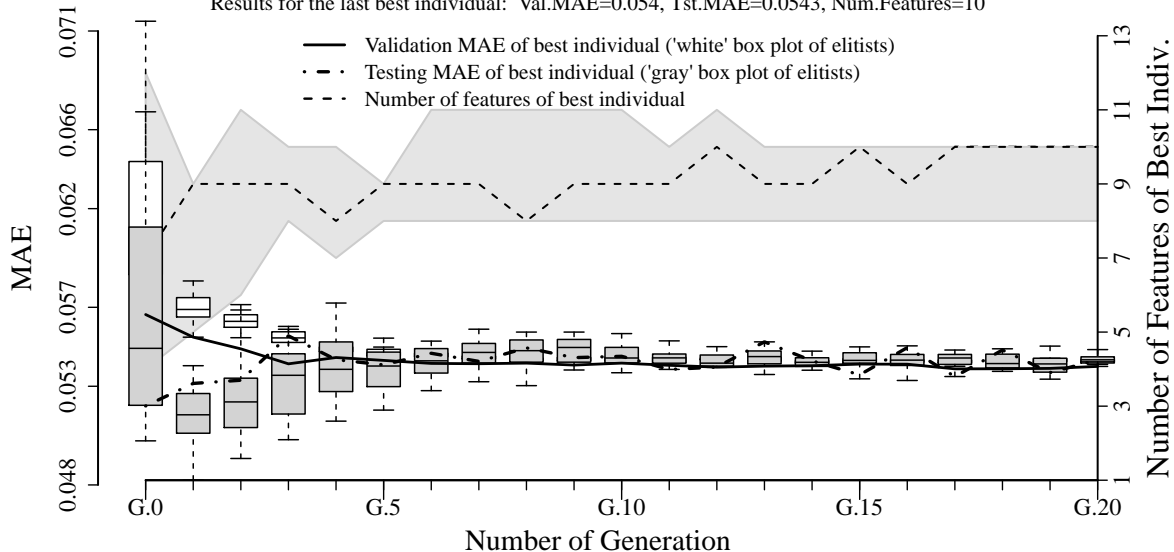 Results for the last best individual: Val.MAE=0.054, Tst.MAE=0.0543, Num.Features=10
Validation MAE of best individual ('white' box plot of elitists)
Testing MAE of best individual ('gray' box plot of elitists)
Number of features of best individual
MAE
0.071
0.066
0.062
0.057
0.053
0.048
13
11
9
7
5
3
1
Number of Features of Best Indiv.
G.0 G.5 G.10 G.15 G.20
Number of Generation